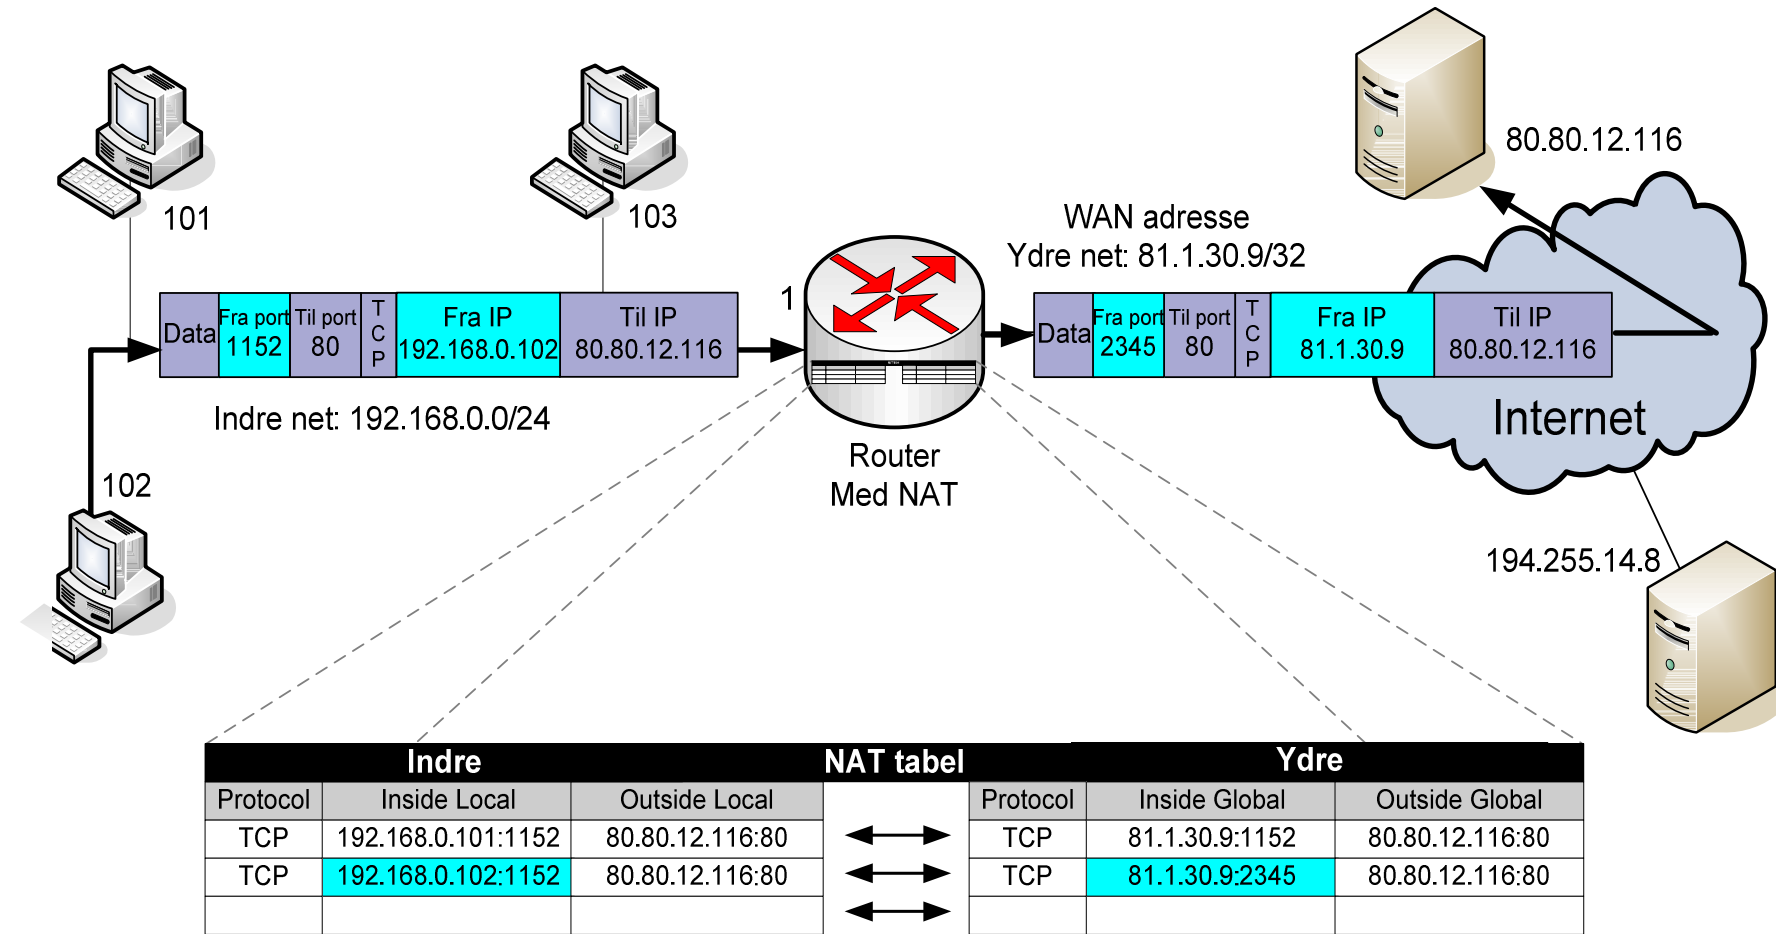 80.80.12.116
101
103
WAN adresse
Ydre net: 81.1.30.9/32
1
Data
Fra port
1152
Til port
80
T
C
P
Fra IP
192.168.0.102
Til IP
80.80.12.116
Data
Fra port
2345
Til port
80
T
C
P
Fra IP
81.1.30.9
Til IP
80.80.12.116
Indre net: 192.168.0.0/24
Internet
Router
Med NAT
102
194.255.14.8
Indre NAT tabel Ydre
Protocol Inside Local Outside Local Protocol Inside Global Outside Global
TCP 192.168.0.101:1152 80.80.12.116:80 TCP 81.1.30.9:1152 80.80.12.116:80
TCP 192.168.0.102:1152 80.80.12.116:80 TCP 81.1.30.9:2345 80.80.12.116:80